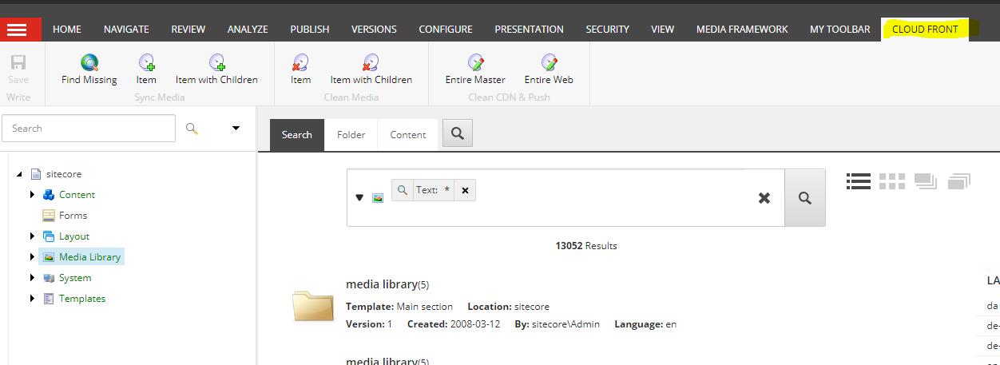 HOME NAVIGATE REVIEW ANALYZE PUBLISH VERSIONS CONFIGURE PRESENTATION SECURITY VIEW MEDIA FRAMEWORK MY TOOLBAR CLOUD FRONT
Save Find Missing Item Item with Children Item Item with Children Entire Master Entire Web
Write Sync Media Clean Media Clean CDN & Push
Search
Search Folder Content
sitecore
Content
Forms
Layout
Media Library
System
Templates
Text: *
13052 Results
media library(5)
Template: Main section Location: sitecore
Version: 1 Created: 2008-03-12 By: sitecore\Admin Language: en
media library(5)
LA
da
de-
de-